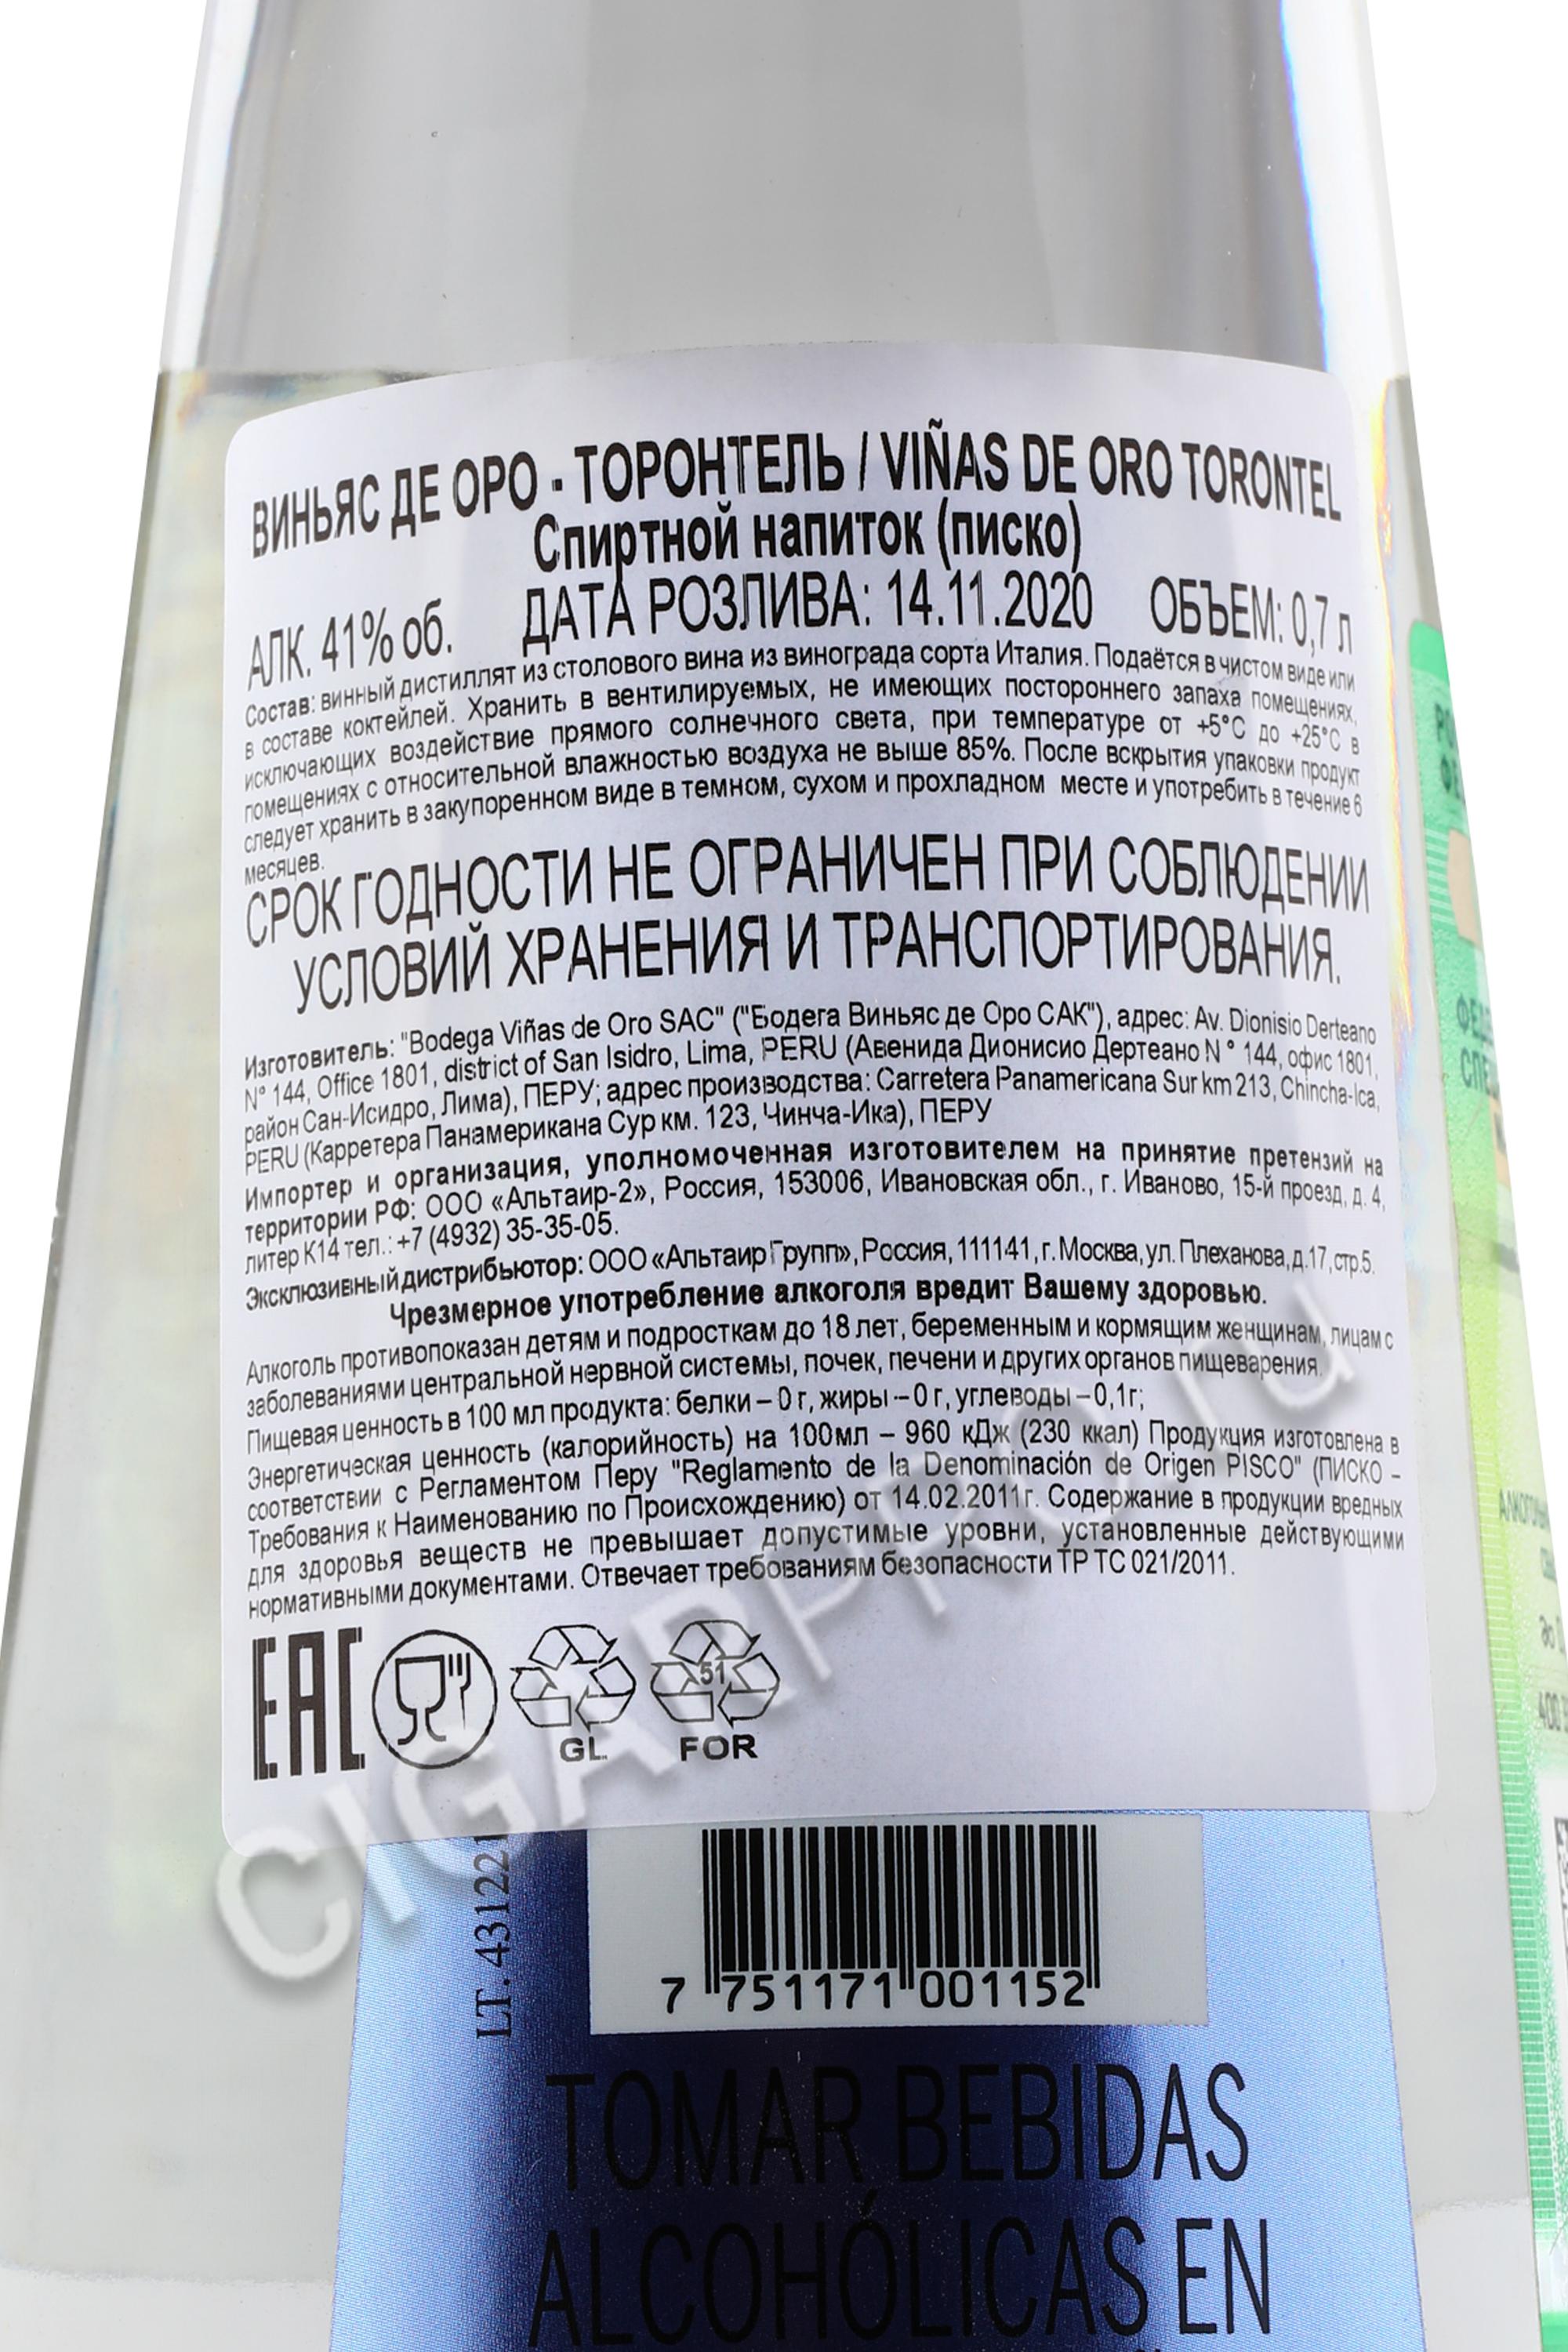 ВИНЬЯС ДЕ ОРО - ТОРОНТЕЛЬ / VIÑAS DE ORO TORONTEL
Спиртной напиток (писко)
АЛК. 41% об. ДАТА РОЗЛИВА: 14.11.2020 ОБЪЕМ: 0,7 л
Состав: винный дистиллят из столового вина из винограда сорта Италия. Подаётся в чистом виде или
в составе коктейлей. Хранить в вентилируемых, не имеющих постороннего запаха помещениях,
исключающих воздействие прямого солнечного света, при температуре от +5°С до +25°С в
помещениях с относительной влажностью воздуха не выше 85%. После вскрытия упаковки продукт
следует хранить в закупоренном виде в темном, сухом и прохладном месте и употребить в течение 6
месяцев.
СРОК ГОДНОСТИ НЕ ОГРАНИЧЕН ПРИ СОБЛЮДЕНИИ
УСЛОВИЙ ХРАНЕНИЯ И ТРАНСПОРТИРОВАНИЯ.
Изготовитель: "Bodega Viñas de Oro SAC" ("Бодега Виньяс де Оро САК"), адрес: Av. Dionisio Derteano
N° 144, Office 1801, district of San Isidro, Lima, PERU (Авенида Дионисио Дертеано N ° 144, офис 1801,
район Сан-Исидро, Лима), ПЕРУ; адрес производства: Carretera Panamericana Sur km 213, Chincha-Ica,
PERU (Карретера Панамерикана Сур км. 123, Чинча-Ика), ПЕРУ
Импортер и организация, уполномоченная изготовителем на принятие претензий на
территории РФ: ООО «Альтаир-2», Россия, 153006, Ивановская обл., г. Иваново, 15-й проезд, д. 4,
литер К14 тел.: +7 (4932) 35-35-05.
Эксклюзивный дистрибьютор: ООО «Альтаир Групп», Россия, 111141, г. Москва, ул. Плеханова, д.17, стр.5.
Чрезмерное употребление алкоголя вредит Вашему здоровью.
Алкоголь противопоказан детям и подросткам до 18 лет, беременным и кормящим женщинам, лицам с
заболеваниями центральной нервной системы, почек, печени и других органов пищеварения.
Пищевая ценность в 100 мл продукта: белки – 0 г, жиры – 0 г, углеводы – 0,1г;
Энергетическая ценность (калорийность) на 100мл – 960 кДж (230 ккал) Продукция изготовлена в
соответствии с Регламентом Перу "Reglamento de la Denominación de Origen PISCO" (ПИСКО –
Требования к Наименованию по Происхождению) от 14.02.2011г. Содержание в продукции вредных
для здоровья веществ не превышает допустимые уровни, установленные действующими
нормативными документами. Отвечает требованиям безопасности ТР ТС 021/2011.
EAC
51
GL FOR
CIGARPRO.ru
LT. 431221
7 751171 001152
TOMAR BEBIDAS
ALCOHÓLICAS EN